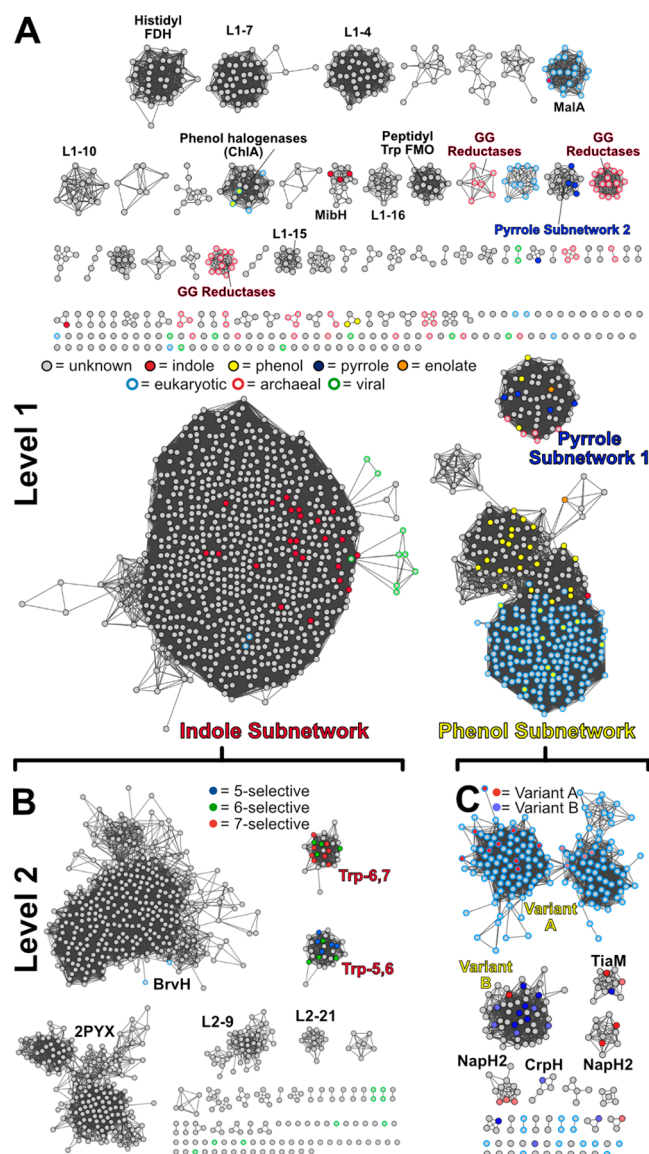 A
Histidyl
FDH
L1-7
L1-4
MalA
L1-10
Phenol halogenases
(ChlA)
MibH
L1-16
Peptidyl
Trp FMO
GG
Reductases
GG
Reductases
Pyrrole Subnetwork 2
L1-15
GG Reductases
= unknown = indole = phenol = pyrrole = enolate
= eukaryotic = archaeal = viral
Level 1
Pyrrole
Subnetwork 1
Indole Subnetwork
Phenol Subnetwork
B
= 5-selective
= 6-selective
= 7-selective
Level 2
Trp-6,7
Trp-5,6
BrvH
2PYX
L2-9
L2-21
C
= Variant A
= Variant B
Variant
A
Variant
B
TiaM
NapH2
CrpH
NapH2